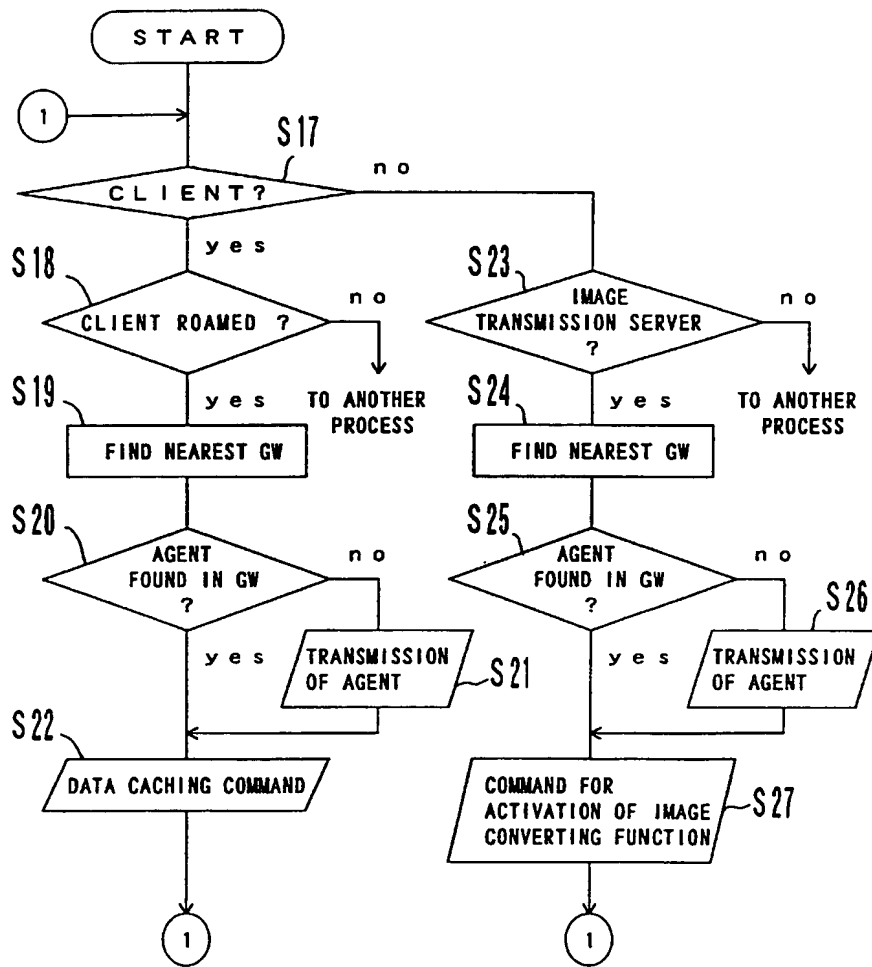 START
1
S17
no
CLIENT?
yes
S18
S23
no
IMAGE
TRANSMISSION SERVER
?
no
CLIENT ROAMED ?
S19
yes
TO ANOTHER
PROCESS
S24
yes
TO ANOTHER
PROCESS
FIND NEAREST GW
FIND NEAREST GW
S20
S25
AGENT
FOUND IN GW
?
no
AGENT
FOUND IN GW
?
no
S26
yes
TRANSMISSION
OF AGENT
S21
yes
TRANSMISSION
OF AGENT
S22
DATA CACHING COMMAND
COMMAND FOR
ACTIVATION OF IMAGE
CONVERTING FUNCTION
S27
1
1